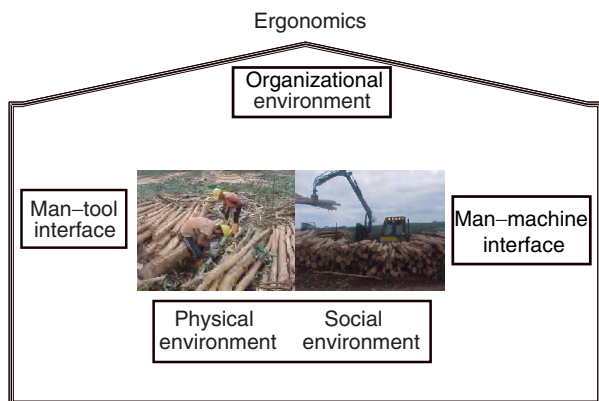 Ergonomics
Organizational
environment
Man–tool
interface
Man–machine
interface
Physical
environment
Social
environment